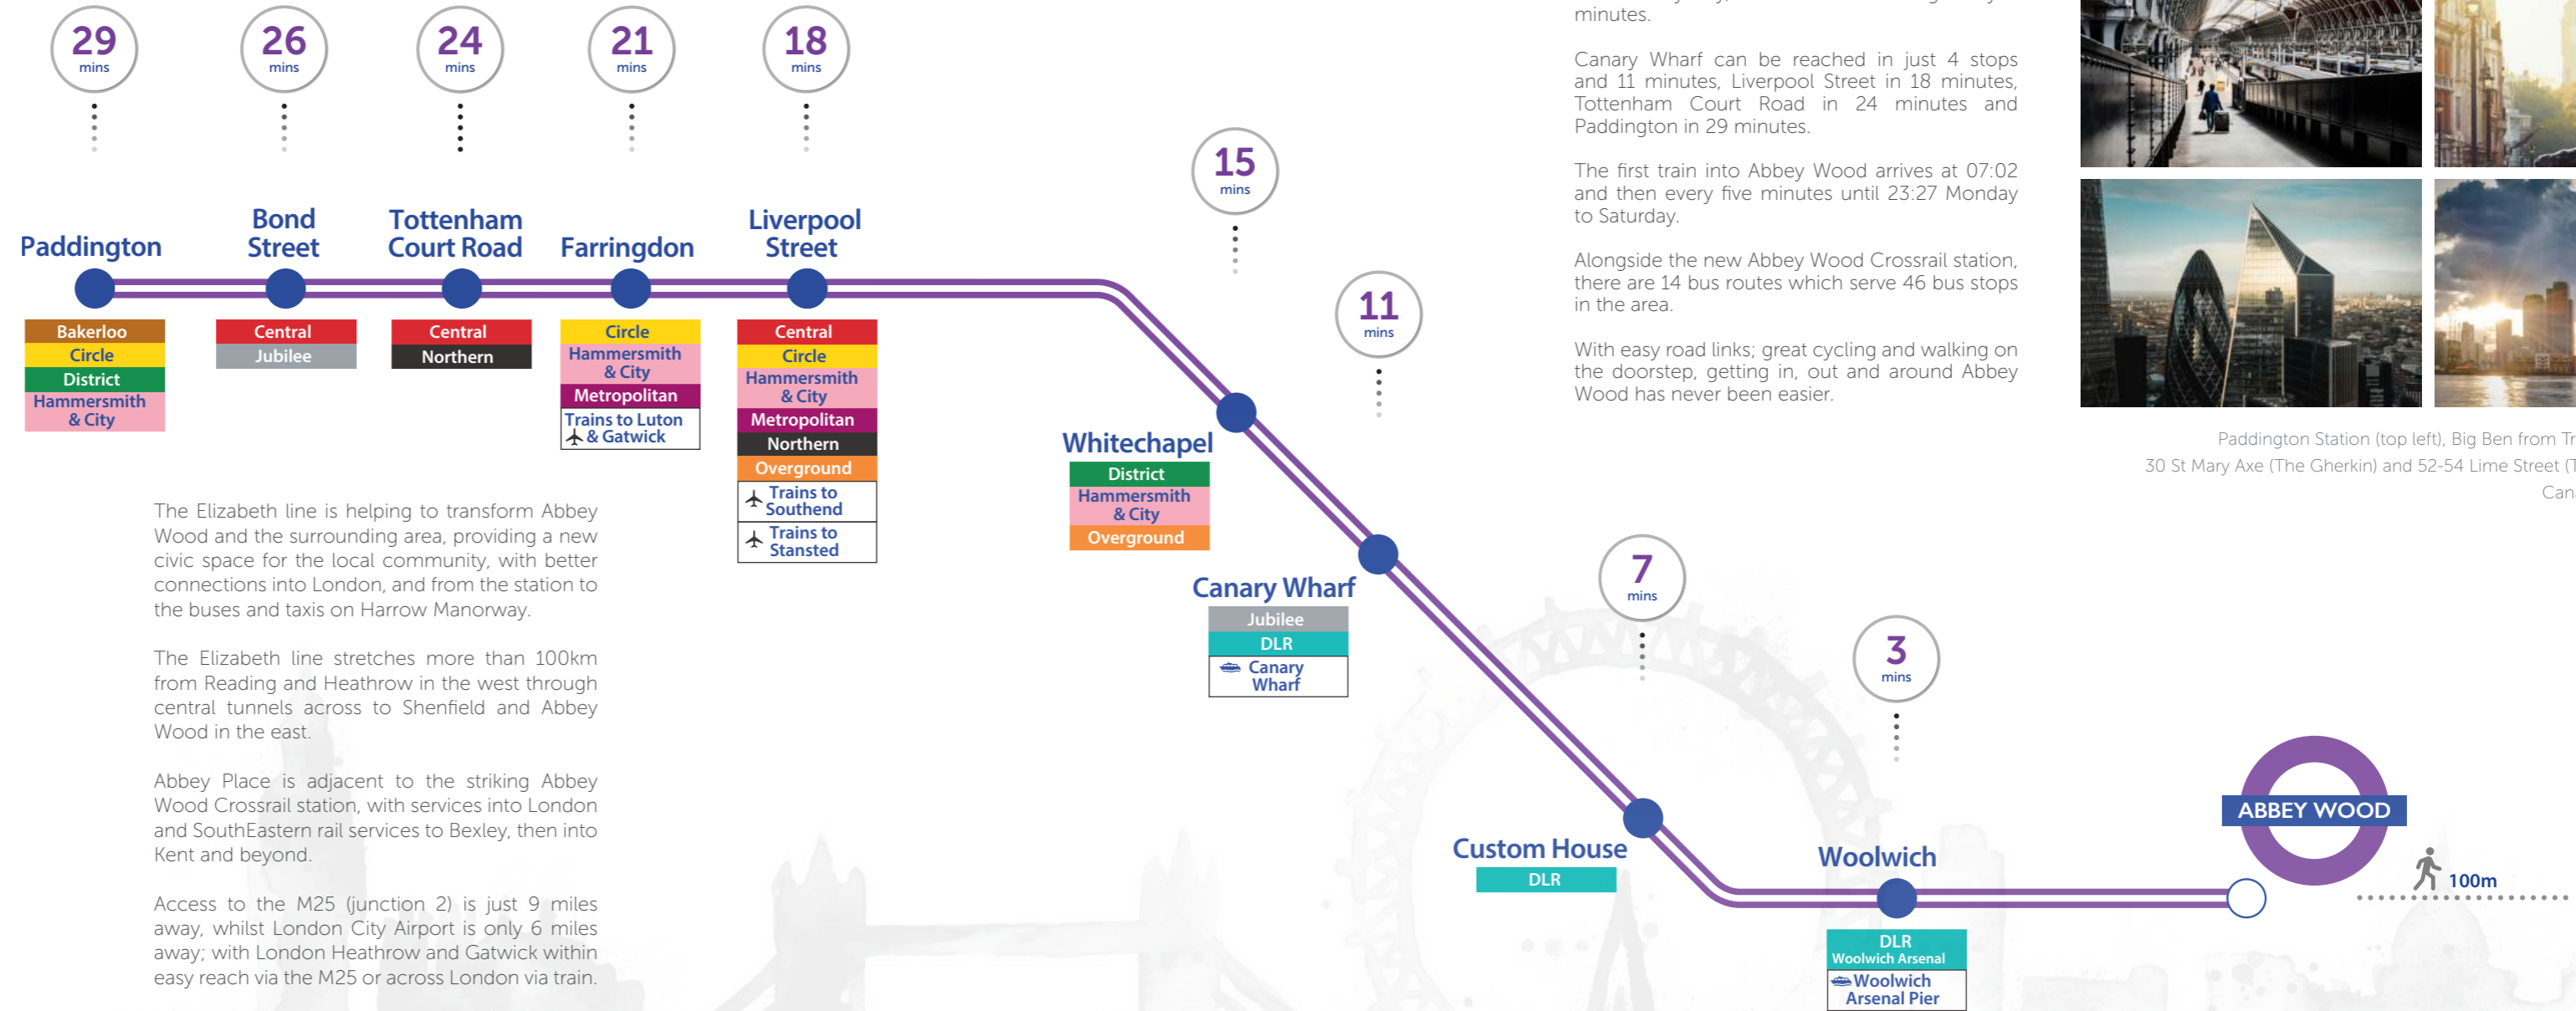 29
mins
26
mins
24
mins
21
mins
18
mins
15
mins
11
mins
7
mins
3
mins
Paddington
Bakerloo
Circle
District
Hammersmith
& City
Bond
Street
Central
Jubilee
Tottenham
Court Road
Central
Northern
Farringdon
Circle
Hammersmith
& City
Metropolitan
Trains to Luton
& Gatwick
Liverpool
Street
Central
Circle
Hammersmith
& City
Metropolitan
Northern
Overground
Trains to
Southend
Trains to
Stansted
Whitechapel
District
Hammersmith
& City
Overground
Canary Wharf
Jubilee
DLR
Canary
Wharf
Custom House
DLR
Woolwich
DLR
Woolwich Arsenal
Woolwich
Arsenal Pier
ABBEY WOOD
100m
The Elizabeth line is helping to transform Abbey
Wood and the surrounding area, providing a new
civic space for the local community, with better
connections into London, and from the station to
the buses and taxis on Harrow Manorway.
The Elizabeth line stretches more than 100km
from Reading and Heathrow in the west through
central tunnels across to Shenfield and Abbey
Wood in the east.
Abbey Place is adjacent to the striking Abbey
Wood Crossrail station, with services into London
and SouthEastern rail services to Bexley, then into
Kent and beyond.
Access to the M25 (junction 2) is just 9 miles
away, whilst London City Airport is only 6 miles
away; with London Heathrow and Gatwick within
easy reach via the M25 or across London via train.
minutes.
Canary Wharf can be reached in just 4 stops
and 11 minutes, Liverpool Street in 18 minutes,
Tottenham Court Road in 24 minutes and
Paddington in 29 minutes.
The first train into Abbey Wood arrives at 07:02
and then every five minutes until 23:27 Monday
to Saturday.
Alongside the new Abbey Wood Crossrail station,
there are 14 bus routes which serve 46 bus stops
in the area.
With easy road links; great cycling and walking on
the doorstep, getting in, out and around Abbey
Wood has never been easier.
Paddington Station (top left), Big Ben from Tr
30 St Mary Axe (The Gherkin) and 52-54 Lime Street (T
Can